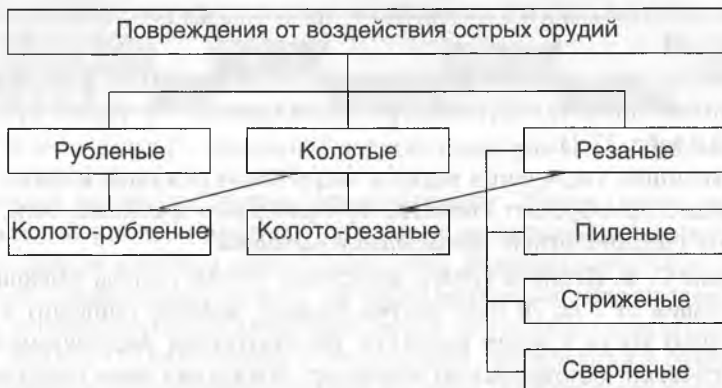 Повреждения от воздействия острых орудий
Рубленые
Колотые
Резаные
Колото-рубленые
Колото-резаные
Пиленые
Стриженые
Сверленые